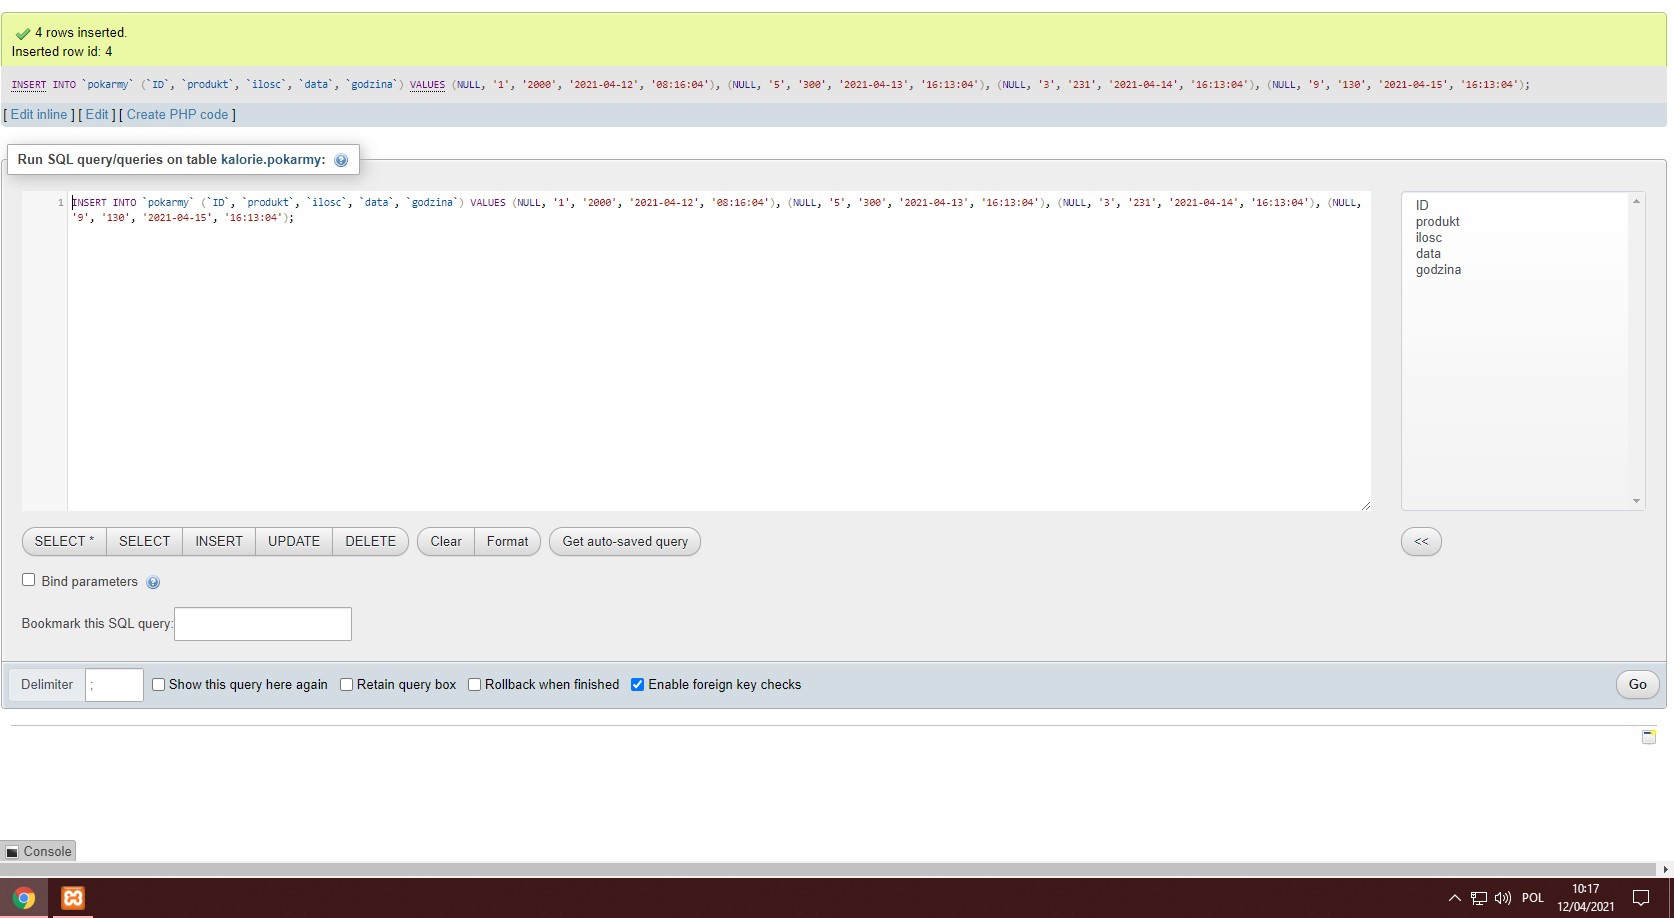 4 rows inserted.
Inserted row id: 4
INSERT INTO `pokarmy` (`ID`, `produkt`, `ilosc`, `data`, `godzina`) VALUES (NULL, '1', '2000', '2021-04-12', '08:16:04'), (NULL, '5', '300', '2021-04-13', '16:13:04'), (NULL, '3', '231', '2021-04-14', '16:13:04'), (NULL, '9', '130', '2021-04-15', '16:13:04');
[ Edit inline ] [ Edit ] [ Create PHP code ]
Run SQL query/queries on table kalorie.pokarmy:
1 INSERT INTO `pokarmy` (`ID`, `produkt`, `ilosc`, `data`, `godzina`) VALUES (NULL, '1', '2000', '2021-04-12', '08:16:04'), (NULL, '5', '300', '2021-04-13', '16:13:04'), (NULL, '3', '231', '2021-04-14', '16:13:04'), (NULL,
'9', '130', '2021-04-15', '16:13:04');
ID
produkt
ilosc
data
godzina
SELECT * SELECT INSERT UPDATE DELETE Clear Format Get auto-saved query <<
Bind parameters
Bookmark this SQL query:
Delimiter ; Show this query here again Retain query box Rollback when finished Enable foreign key checks Go
Console
POL 10:17
12/04/2021